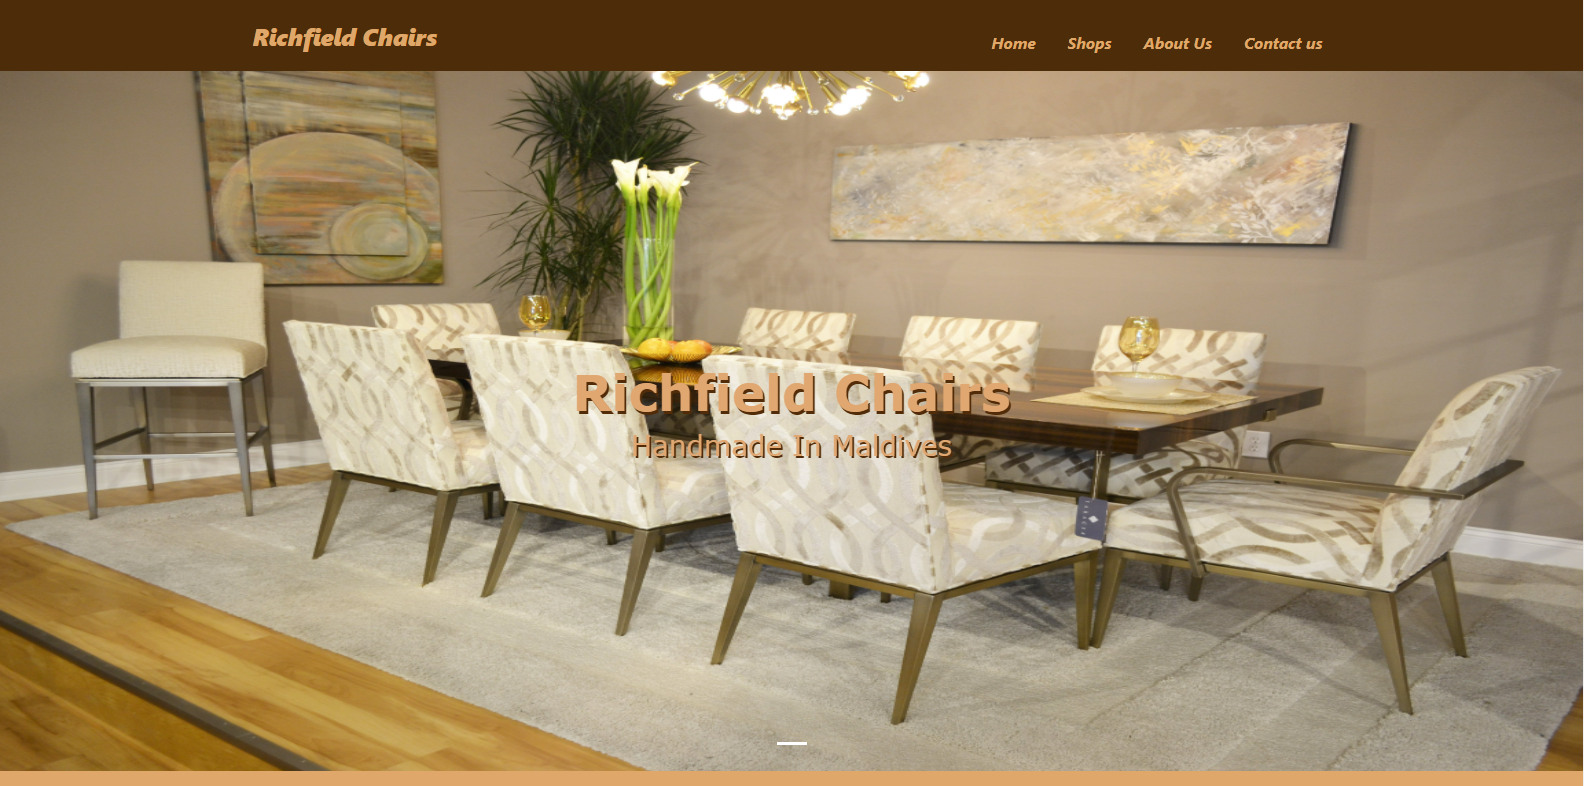 Richfield Chairs
Home Shops About Us Contact us
Richfield Chairs
Handmade In Maldives